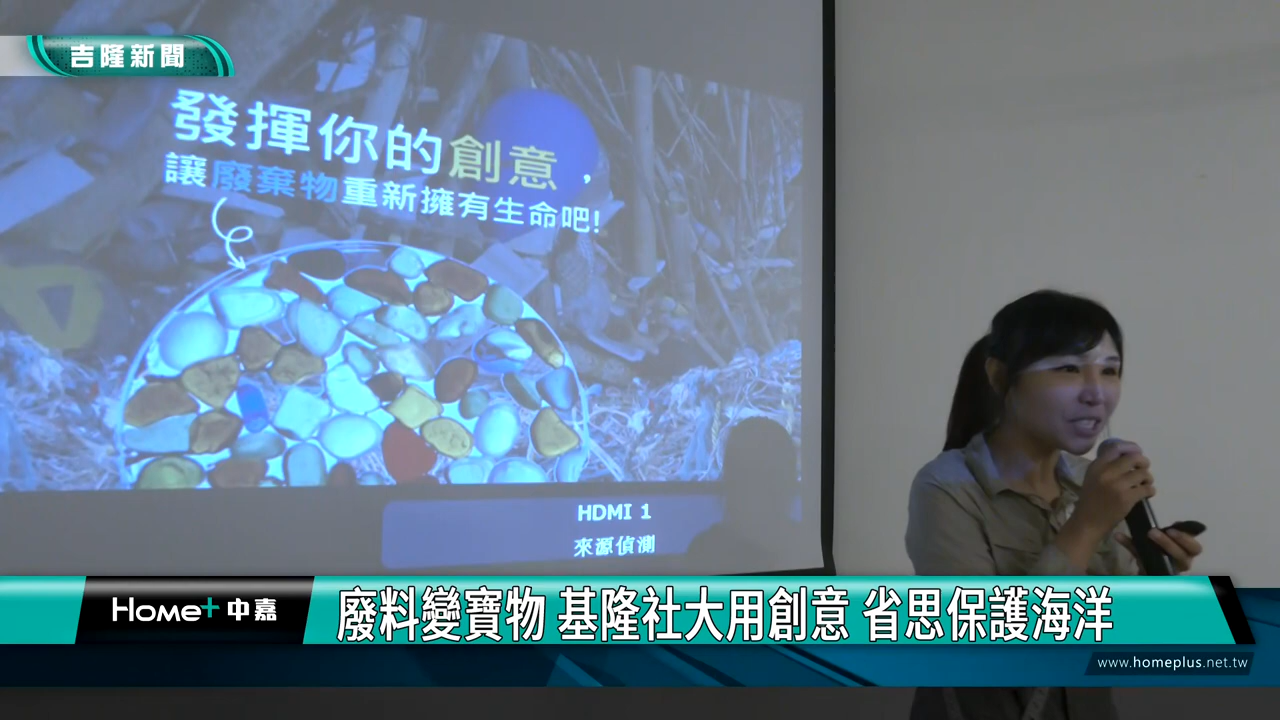 吉隆新聞
發揮你的創意，
讓廢棄物重新擁有生命吧!
HDMI 1
來源偵測
Home+ 中嘉
廢料變寶物 基隆社大用創意 省思保護海洋
www.homeplus.net.tw